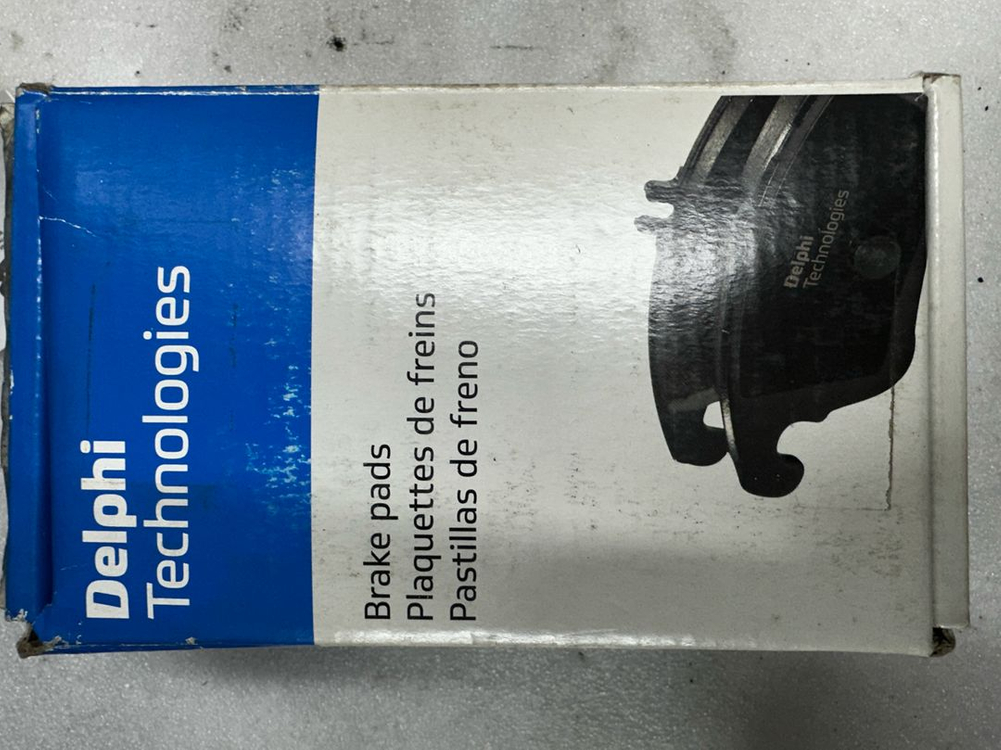 Delphi
Technologies
Brake pads
Plaquettes de freins
Pastillas de freno
Delphi
Technologies